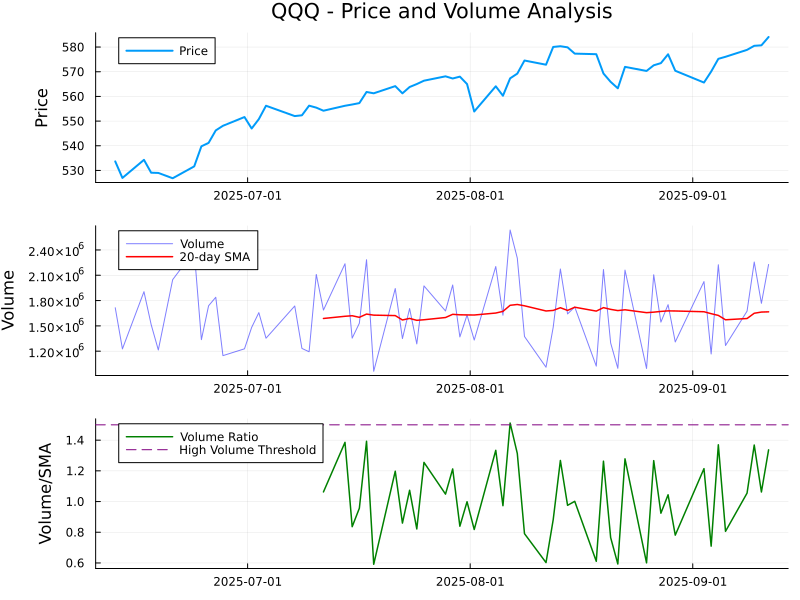 QQQ - Price and Volume Analysis
Price
580
570
560
550
540
530
Price
2025-07-01 2025-08-01 2025-09-01
Volume
2.40×10⁶
2.10×10⁶
1.80×10⁶
1.50×10⁶
1.20×10⁶
Volume
20-day SMA
2025-07-01 2025-08-01 2025-09-01
Volume/SMA
1.4
1.2
1.0
0.8
0.6
Volume Ratio
High Volume Threshold
2025-07-01 2025-08-01 2025-09-01